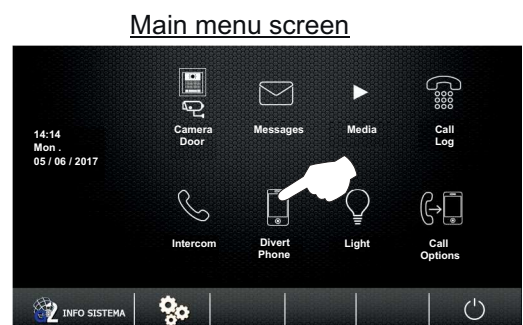 Main menu screen
14:14
Mon .
05 / 06 / 2017
Camera
Door
Messages
Media
Call
Log
Intercom
Divert
Phone
Light
Call
Options
INFO SISTEMA